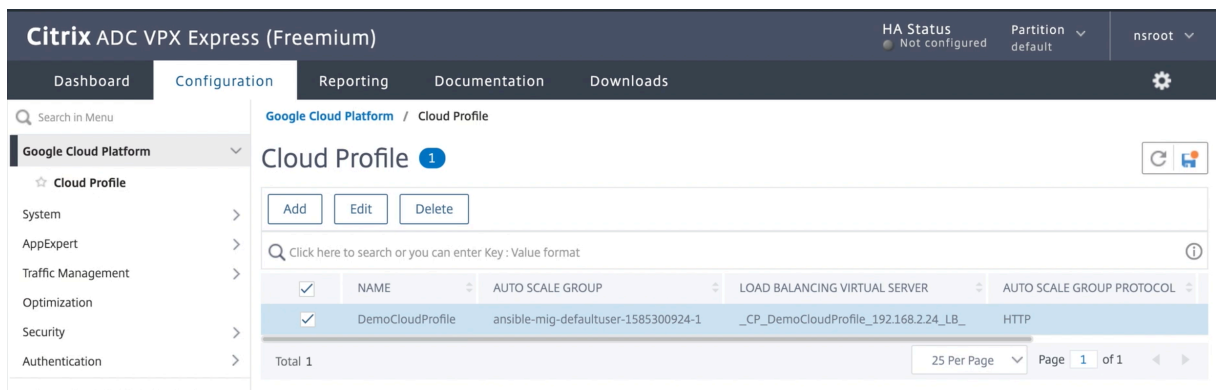 Citrix ADC VPX Express (Freemium)
HA Status
Not configured
Partition
default
nsroot
Dashboard Configuration Reporting Documentation Downloads
Search in Menu
Google Cloud Platform
Cloud Profile
System
AppExpert
Traffic Management
Optimization
Security
Authentication
Google Cloud Platform / Cloud Profile
Cloud Profile 1
Add Edit Delete
Click here to search or you can enter Key : Value format
NAME AUTO SCALE GROUP LOAD BALANCING VIRTUAL SERVER AUTO SCALE GROUP PROTOCOL
DemoCloudProfile ansible-mig-defaultuser-1585300924-1 _CP_DemoCloudProfile_192.168.2.24_LB_ HTTP
Total 1 25 Per Page Page 1 of 1